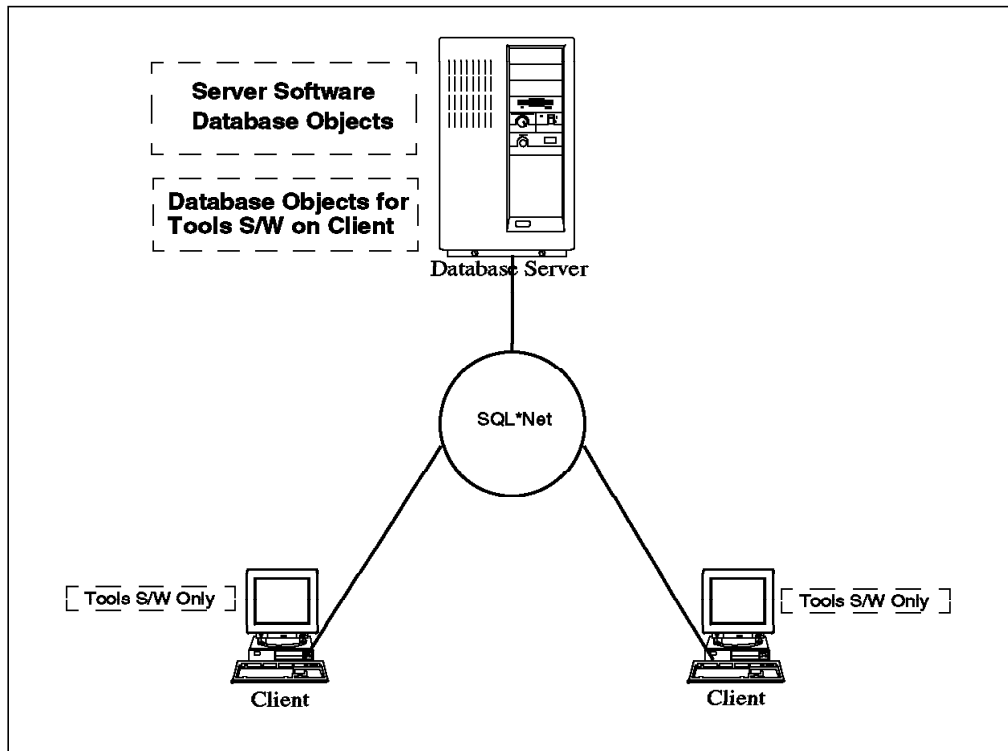 Server Software
Database Objects
Database Objects for
Tools S/W on Client
Database Server
SQL*Net
Tools S/W Only
Tools S/W Only
Client
Client